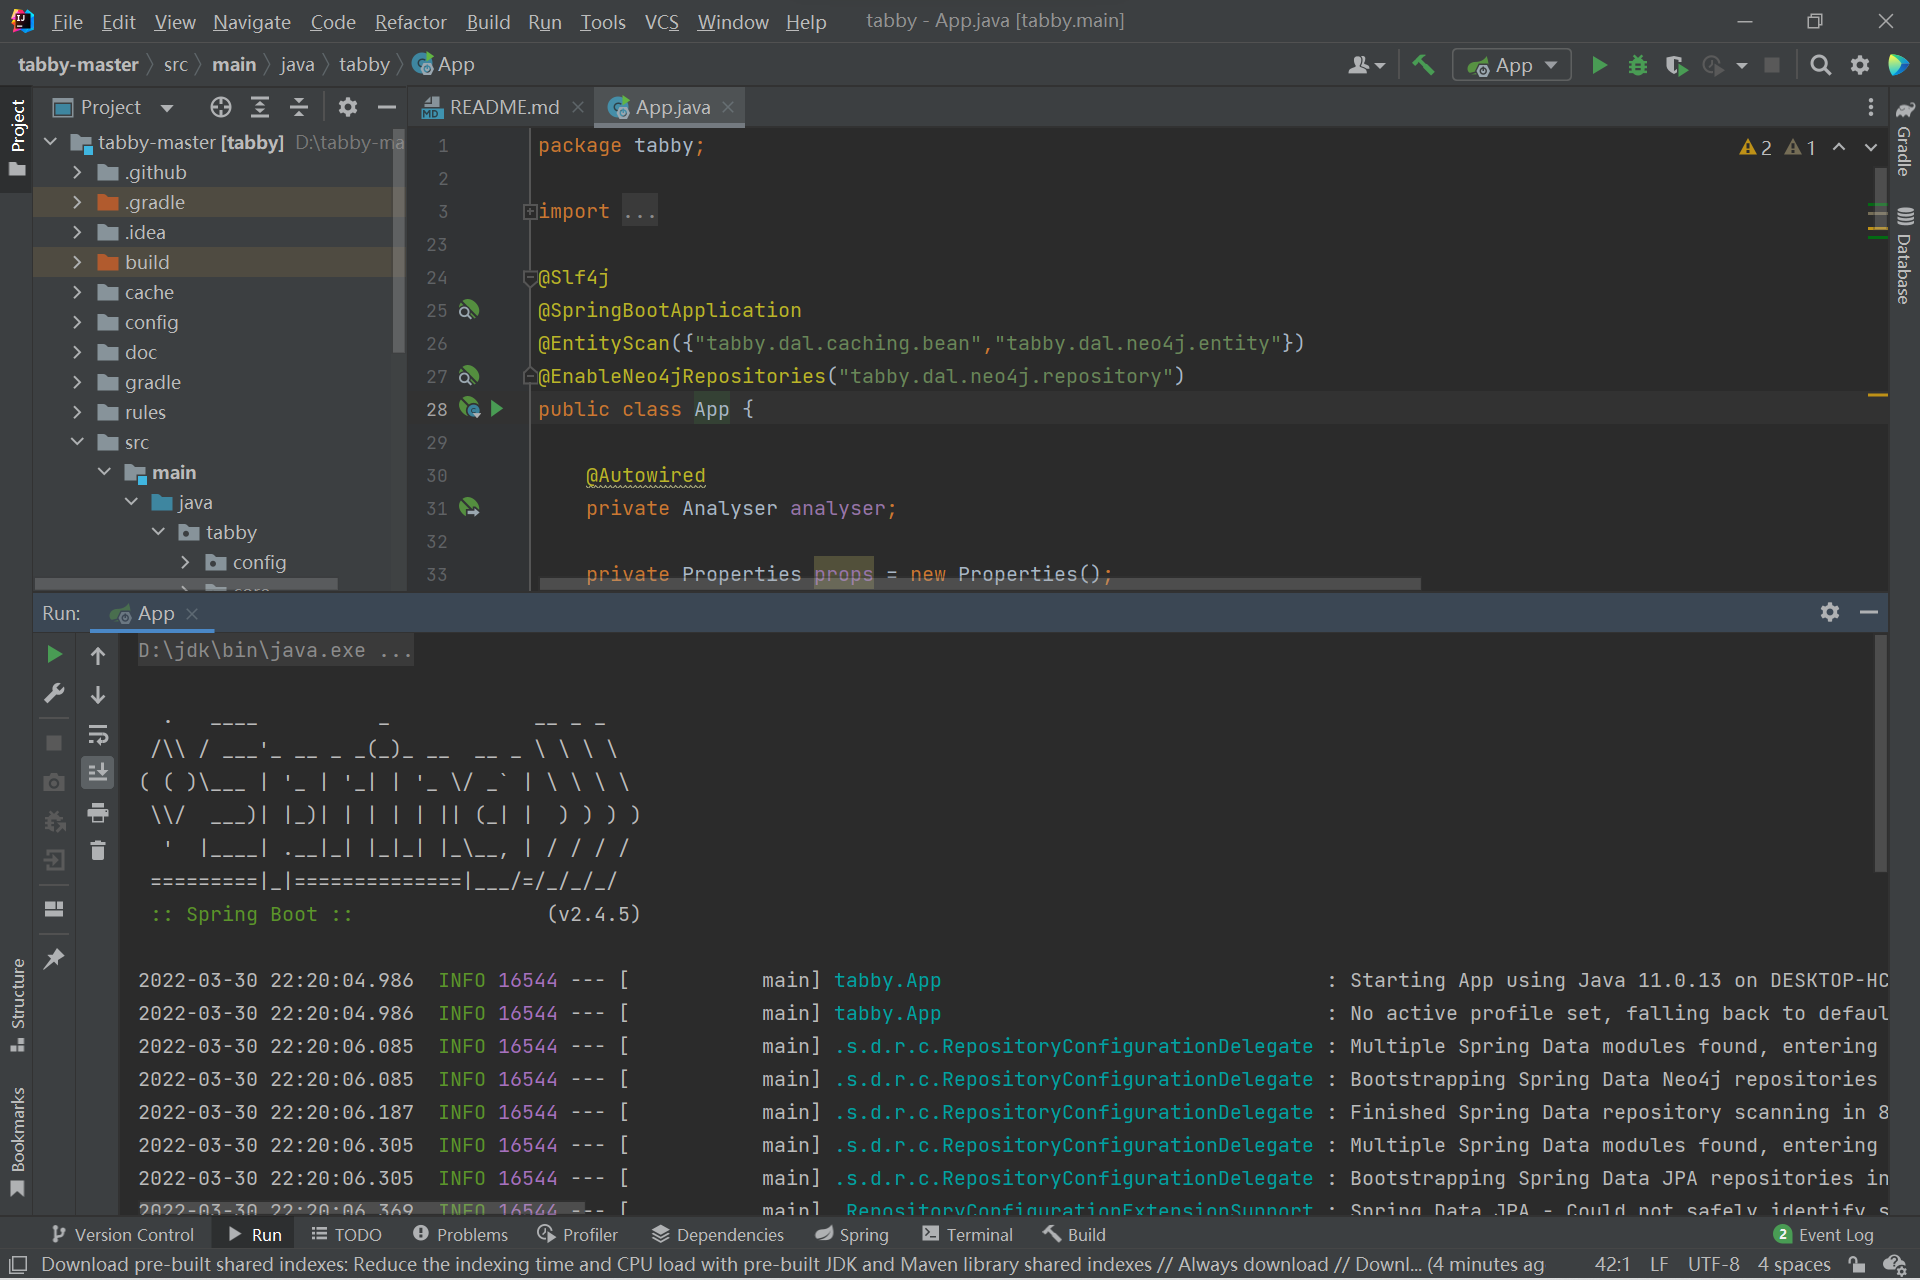 File Edit View Navigate Code Refactor Build Run Tools VCS Window Help tabby - App.java [tabby.main]
tabby-master src main java tabby App
App
Project
README.md
App.java
Project
Structure
Bookmarks
Gradle
Database
tabby-master [tabby] D:\tabby-ma
.github
.gradle
.idea
build
cache
config
doc
gradle
rules
src
main
java
tabby
config
2 1
1 package tabby;
2
3 import ...
23
24 @Slf4j
25 @SpringBootApplication
26 @EntityScan({"tabby.dal.caching.bean","tabby.dal.neo4j.entity"})
27 @EnableNeo4jRepositories("tabby.dal.neo4j.repository")
28 public class App {
29
30 @Autowired
31 private Analyser analyser;
32
33 private Properties props = new Properties();
Run: App
D:\jdk\bin\java.exe ...
  .   ____          _            __ _ _
 /\\ / ___'_ __ _ _(_)_ __  __ _ \ \ \ \
( ( )\___ | '_ | '_| | '_ \/ _` | \ \ \ \
 \\/  ___)| |_)| | | | | || (_| |  ) ) ) )
  '  |____| .__|_| |_|_| |_\__, | / / / /
 =========|_|==============|___/=/_/_/_/
 :: Spring Boot ::                (v2.4.5)
2022-03-30 22:20:04.986  INFO 16544 --- [           main] tabby.App                                : Starting App using Java 11.0.13 on DESKTOP-HC
2022-03-30 22:20:04.986  INFO 16544 --- [           main] tabby.App                                : No active profile set, falling back to defaul
2022-03-30 22:20:06.085  INFO 16544 --- [           main] .s.d.r.c.RepositoryConfigurationDelegate : Multiple Spring Data modules found, entering
2022-03-30 22:20:06.085  INFO 16544 --- [           main] .s.d.r.c.RepositoryConfigurationDelegate : Bootstrapping Spring Data Neo4j repositories
2022-03-30 22:20:06.187  INFO 16544 --- [           main] .s.d.r.c.RepositoryConfigurationDelegate : Finished Spring Data repository scanning in 8
2022-03-30 22:20:06.305  INFO 16544 --- [           main] .s.d.r.c.RepositoryConfigurationDelegate : Multiple Spring Data modules found, entering
2022-03-30 22:20:06.305  INFO 16544 --- [           main] .s.d.r.c.RepositoryConfigurationDelegate : Bootstrapping Spring Data JPA repositories in
2022-03-30 22:20:06.369  INFO 16544 --- [           main] .RepositoryConfigurationExtensionSupport : Spring Data JPA - Could not safely identify s
Version Control Run TODO Problems Profiler Dependencies Spring Terminal Build 2 Event Log
Download pre-built shared indexes: Reduce the indexing time and CPU load with pre-built JDK and Maven library shared indexes // Always download // Downl... (4 minutes ag 42:1 LF UTF-8 4 spaces